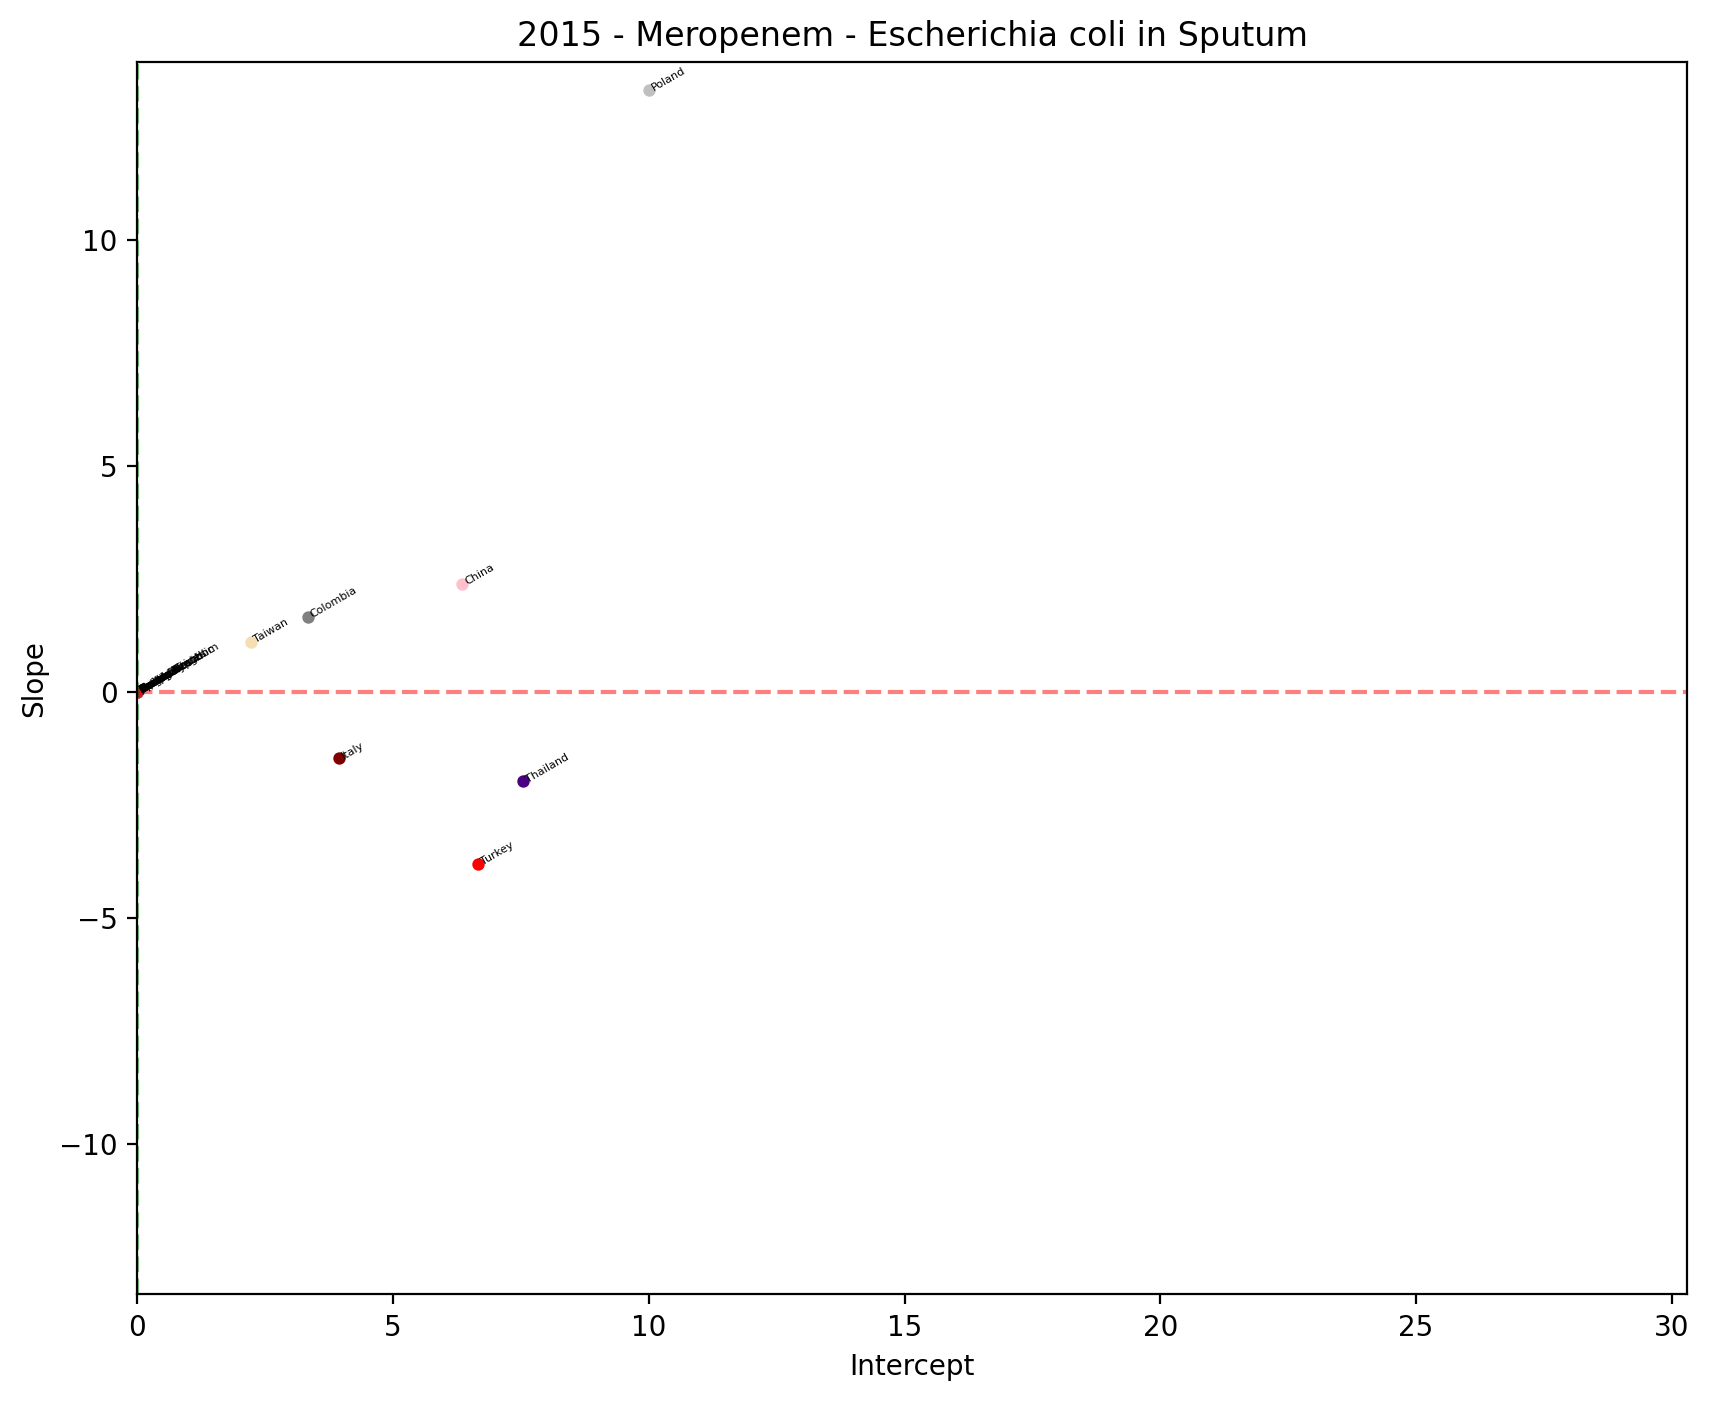 2015 - Meropenem - Escherichia coli in Sputum
Poland
10
5
China
Colombia
Taiwan
0
Italy
Thailand
Turkey
−5
−10
Slope
0
5
10
15
20
25
30
Intercept